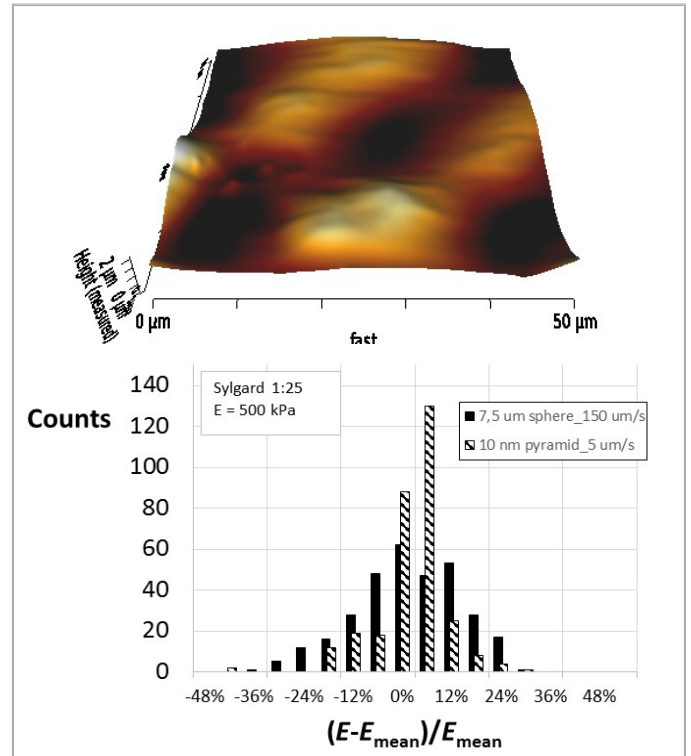 2 µm 0 µm
Height (measured)
0 µm
50 µm
fast
Counts
140
120
100
80
60
40
20
0
Sylgard 1:25
E = 500 kPa
7,5 um sphere_150 um/s
10 nm pyramid_5 um/s
-48% -36% -24% -12% 0% 12% 24% 36% 48%
(E-Emean)/Emean